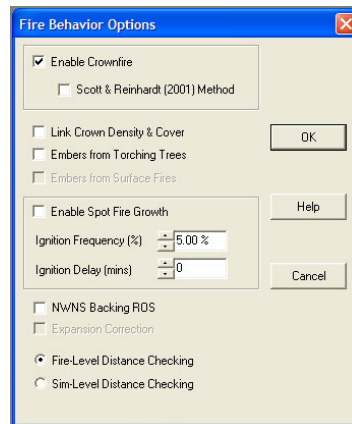 Fire Behavior Options
Enable Crownfire
Scott & Reinhardt (2001) Method
Link Crown Density & Cover
OK
Embers from Torching Trees
Embers from Surface Fires
Enable Spot Fire Growth
Help
Ignition Frequency (%) 5.00 %
Ignition Delay (mins) 0
Cancel
NWNS Backing ROS
Expansion Correction
Fire-Level Distance Checking
Sim-Level Distance Checking